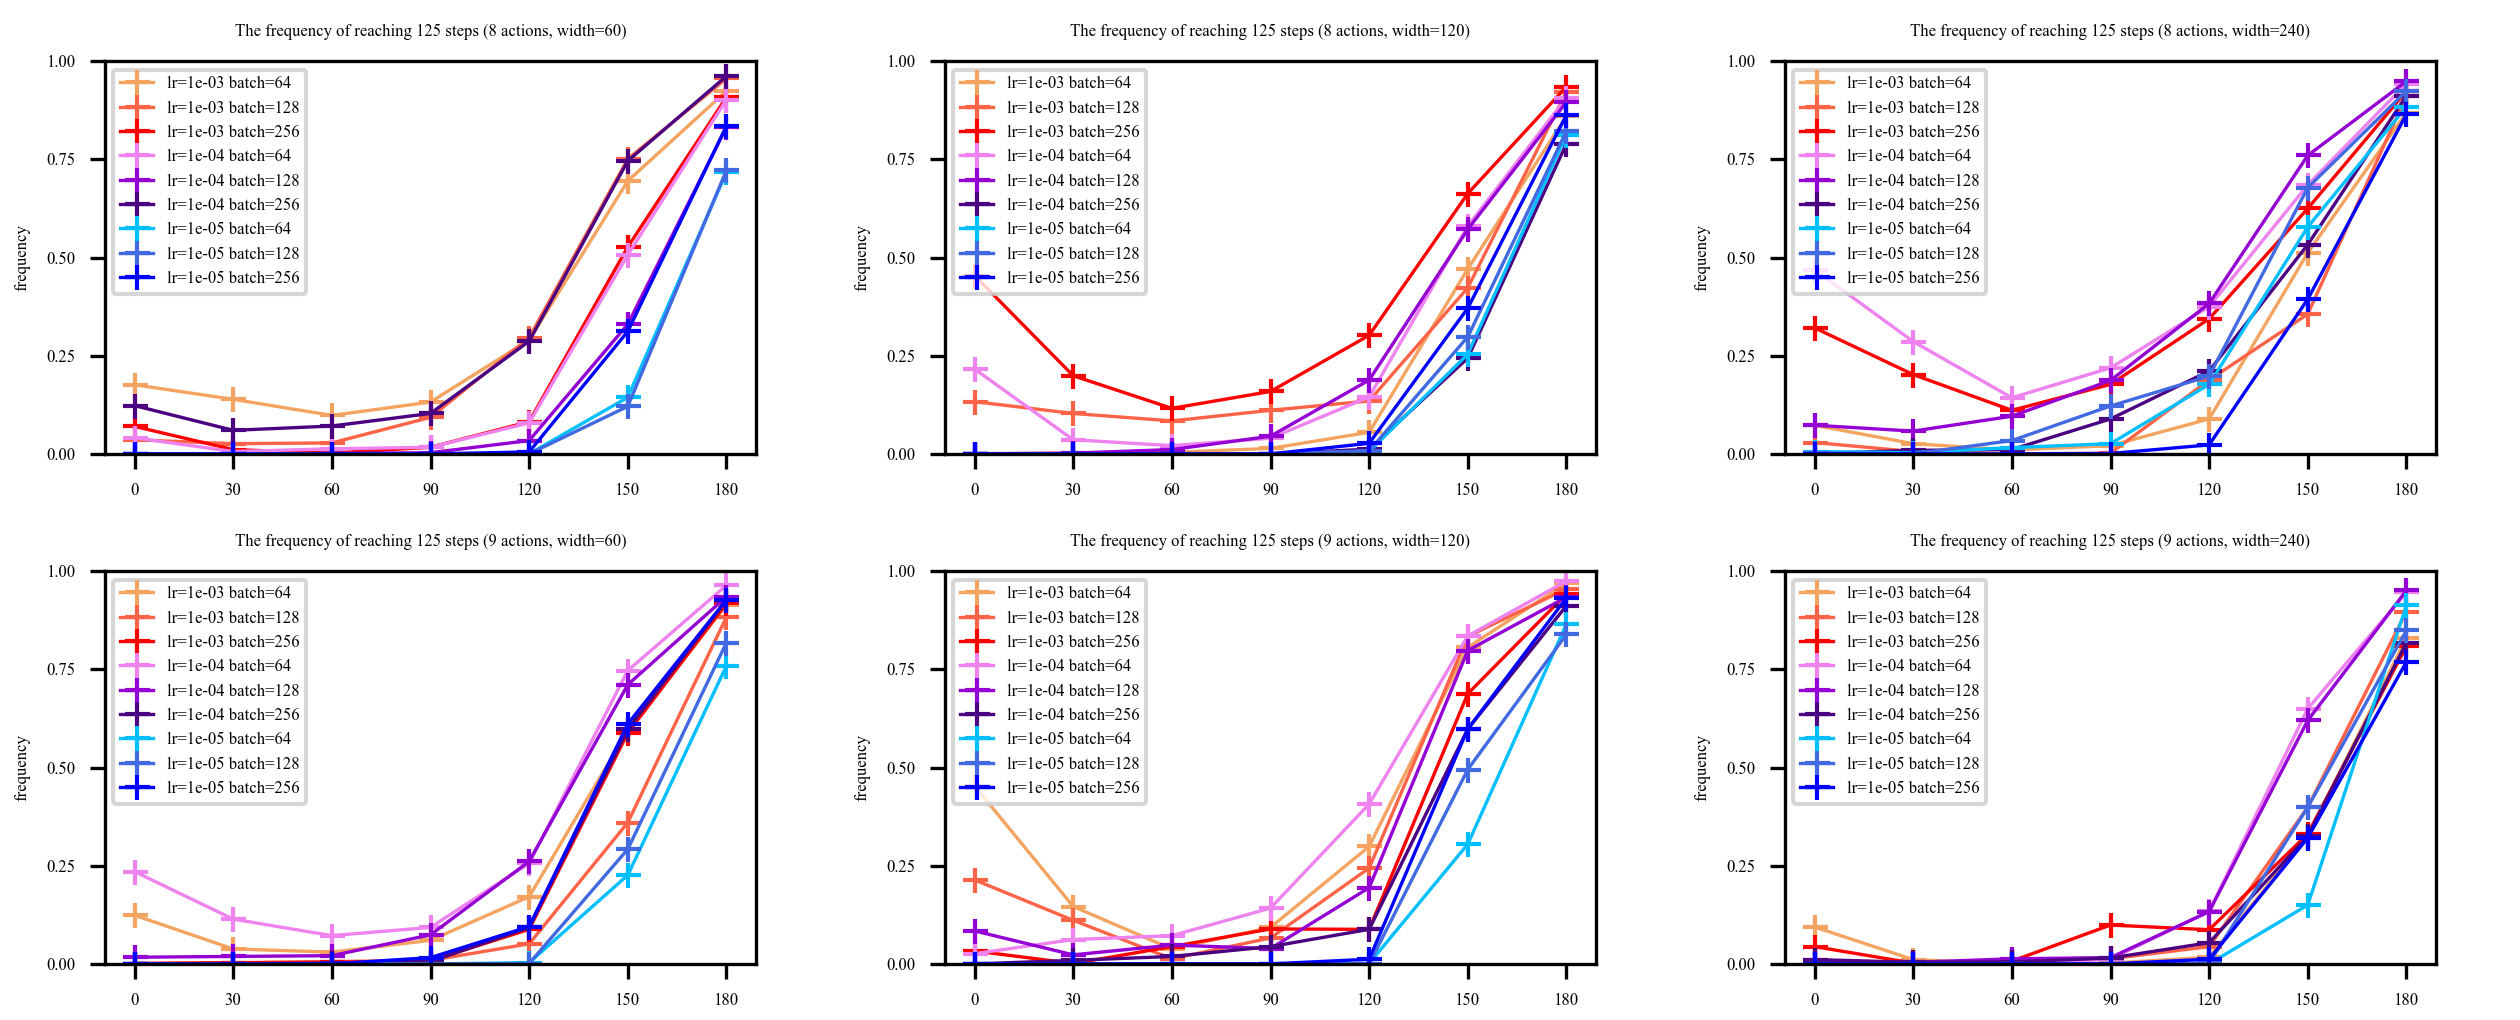 The frequency of reaching 125 steps (8 actions, width=60)
1.00
0.75
0.50
0.25
0.00
frequency
lr=1e-03 batch=64
lr=1e-03 batch=128
lr=1e-03 batch=256
lr=1e-04 batch=64
lr=1e-04 batch=128
lr=1e-04 batch=256
lr=1e-05 batch=64
lr=1e-05 batch=128
lr=1e-05 batch=256
0 30 60 90 120 150 180
The frequency of reaching 125 steps (8 actions, width=120)
1.00
0.75
0.50
0.25
0.00
frequency
lr=1e-03 batch=64
lr=1e-03 batch=128
lr=1e-03 batch=256
lr=1e-04 batch=64
lr=1e-04 batch=128
lr=1e-04 batch=256
lr=1e-05 batch=64
lr=1e-05 batch=128
lr=1e-05 batch=256
0 30 60 90 120 150 180
The frequency of reaching 125 steps (8 actions, width=240)
1.00
0.75
0.50
0.25
0.00
frequency
lr=1e-03 batch=64
lr=1e-03 batch=128
lr=1e-03 batch=256
lr=1e-04 batch=64
lr=1e-04 batch=128
lr=1e-04 batch=256
lr=1e-05 batch=64
lr=1e-05 batch=128
lr=1e-05 batch=256
0 30 60 90 120 150 180
The frequency of reaching 125 steps (9 actions, width=60)
1.00
0.75
0.50
0.25
0.00
frequency
lr=1e-03 batch=64
lr=1e-03 batch=128
lr=1e-03 batch=256
lr=1e-04 batch=64
lr=1e-04 batch=128
lr=1e-04 batch=256
lr=1e-05 batch=64
lr=1e-05 batch=128
lr=1e-05 batch=256
0 30 60 90 120 150 180
The frequency of reaching 125 steps (9 actions, width=120)
1.00
0.75
0.50
0.25
0.00
frequency
lr=1e-03 batch=64
lr=1e-03 batch=128
lr=1e-03 batch=256
lr=1e-04 batch=64
lr=1e-04 batch=128
lr=1e-04 batch=256
lr=1e-05 batch=64
lr=1e-05 batch=128
lr=1e-05 batch=256
0 30 60 90 120 150 180
The frequency of reaching 125 steps (9 actions, width=240)
1.00
0.75
0.50
0.25
0.00
frequency
lr=1e-03 batch=64
lr=1e-03 batch=128
lr=1e-03 batch=256
lr=1e-04 batch=64
lr=1e-04 batch=128
lr=1e-04 batch=256
lr=1e-05 batch=64
lr=1e-05 batch=128
lr=1e-05 batch=256
0 30 60 90 120 150 180